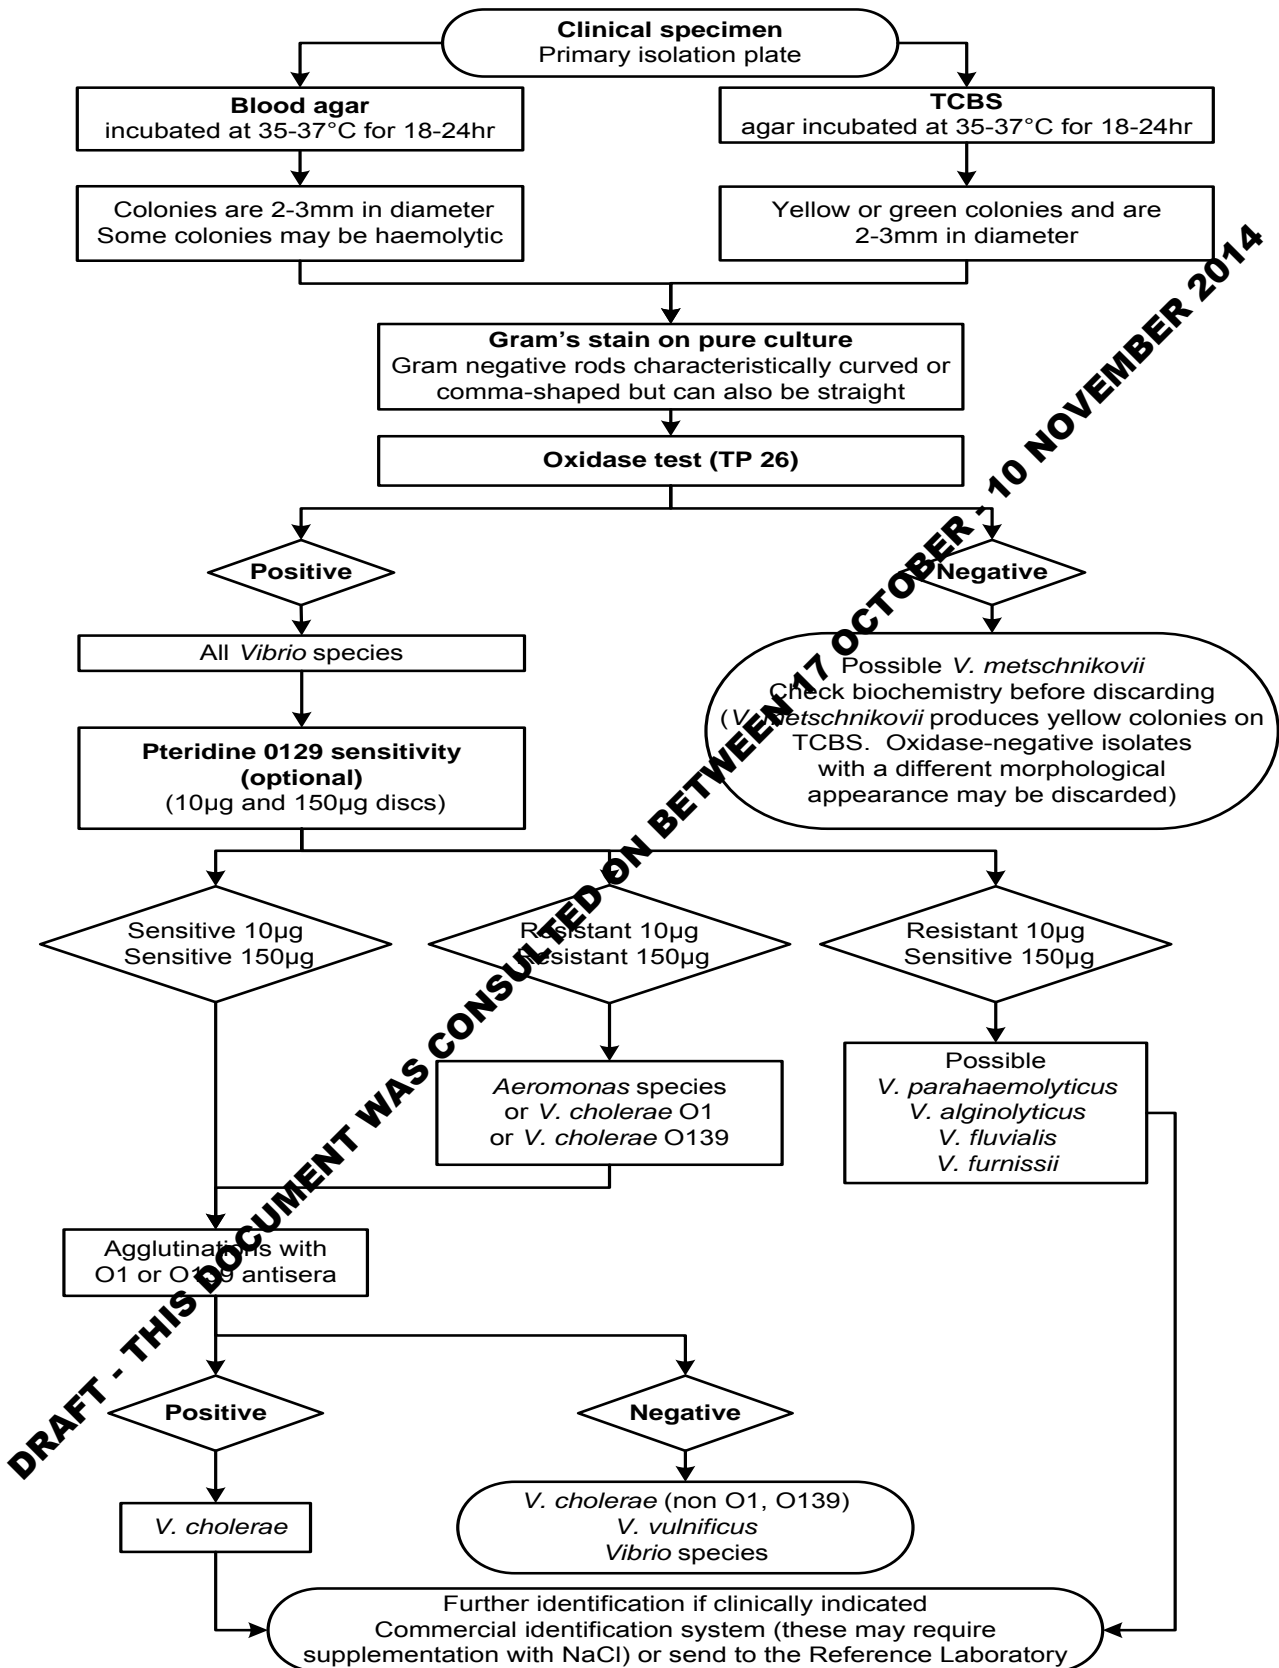 Clinical specimen
Primary isolation plate
Blood agar
incubated at 35-37°C for 18-24hr
TCBS
agar incubated at 35-37°C for 18-24hr
Colonies are 2-3mm in diameter
Some colonies may be haemolytic
Yellow or green colonies and are
2-3mm in diameter
Gram's stain on pure culture
Gram negative rods characteristically curved or
comma-shaped but can also be straight
Oxidase test (TP 26)
Positive
Negative
All Vibrio species
Possible V. metschnikovii
Check biochemistry before discarding
(V. metschnikovii produces yellow colonies on
TCBS. Oxidase-negative isolates
with a different morphological
appearance may be discarded)
Pteridine 0129 sensitivity
(optional)
(10µg and 150µg discs)
Sensitive 10µg
Sensitive 150µg
Resistant 10µg
Resistant 150µg
Resistant 10µg
Sensitive 150µg
Aeromonas species
or V. cholerae O1
or V. cholerae O139
Possible
V. parahaemolyticus
V. alginolyticus
V. fluvialis
V. furnissii
Agglutinations with
O1 or O139 antisera
Positive
Negative
V. cholerae
V. cholerae (non O1, O139)
V. vulnificus
Vibrio species
Further identification if clinically indicated
Commercial identification system (these may require
supplementation with NaCl) or send to the Reference Laboratory
DRAFT - THIS DOCUMENT WAS CONSULTED ON BETWEEN 17 OCTOBER - 10 NOVEMBER 2014